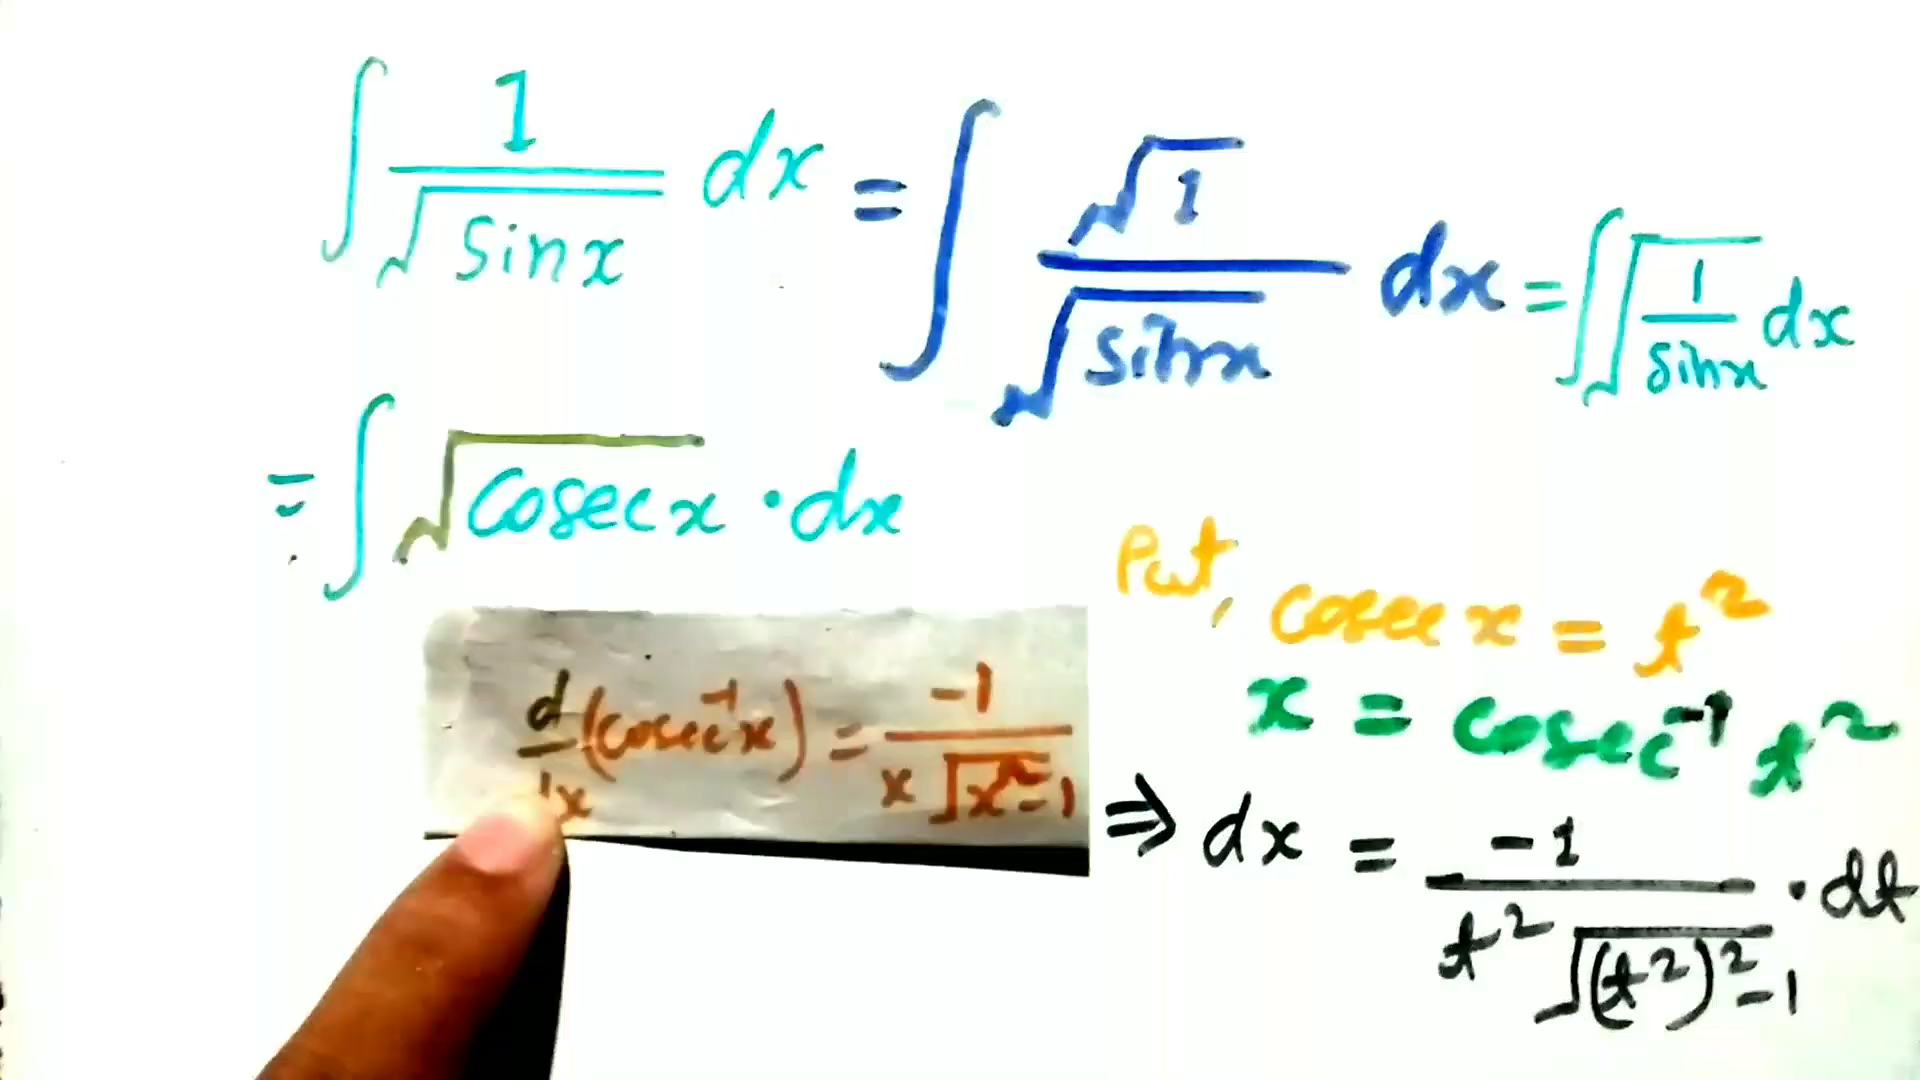 ∫ 1/√sinx dx = ∫ √1/√sinx dx = ∫ √(1/sinx) dx
= ∫ √cosecx · dx
Put, cosec x = t²
x = cosec⁻¹ t²
d/dx (cosec⁻¹x) = -1/(x√(x²-1))
⇒ dx = -1/(t²√((t²)²-1)) · dt